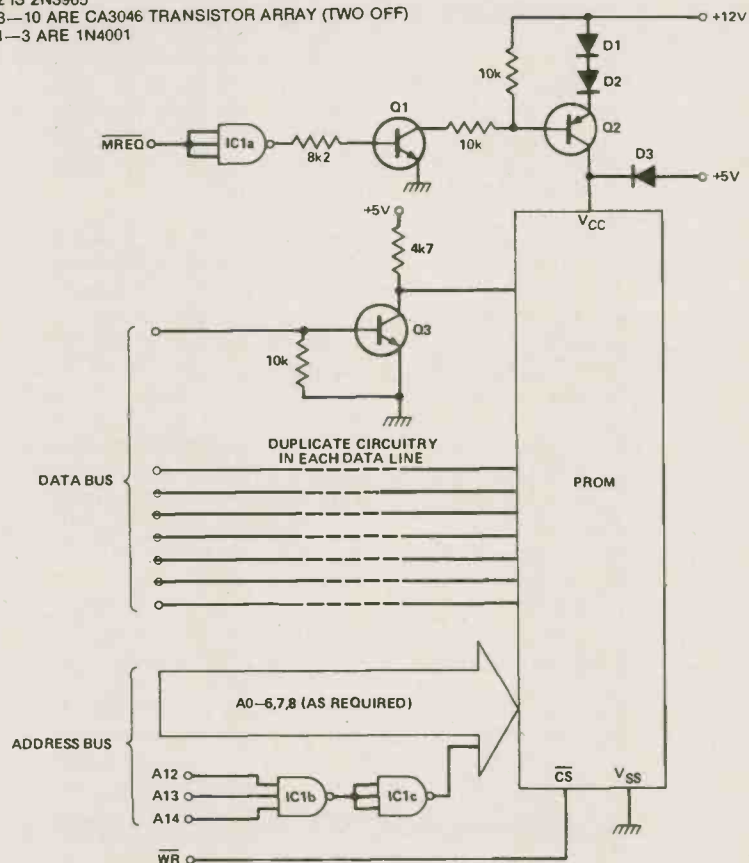 IS 2N3905
3—10 ARE CA3046 TRANSISTOR ARRAY (TWO OFF)
—3 ARE 1N4001
+12V
D1
D2
10k
Q1
Q2
MREQ
IC1a
8k2
10k
D3
+5V
+5V
VCC
4k7
Q3
10k
DUPLICATE CIRCUITRY
IN EACH DATA LINE
DATA BUS
PROM
A0—6,7,8 (AS REQUIRED)
ADDRESS BUS
A12
A13
A14
IC1b
IC1c
CS
VSS
WR